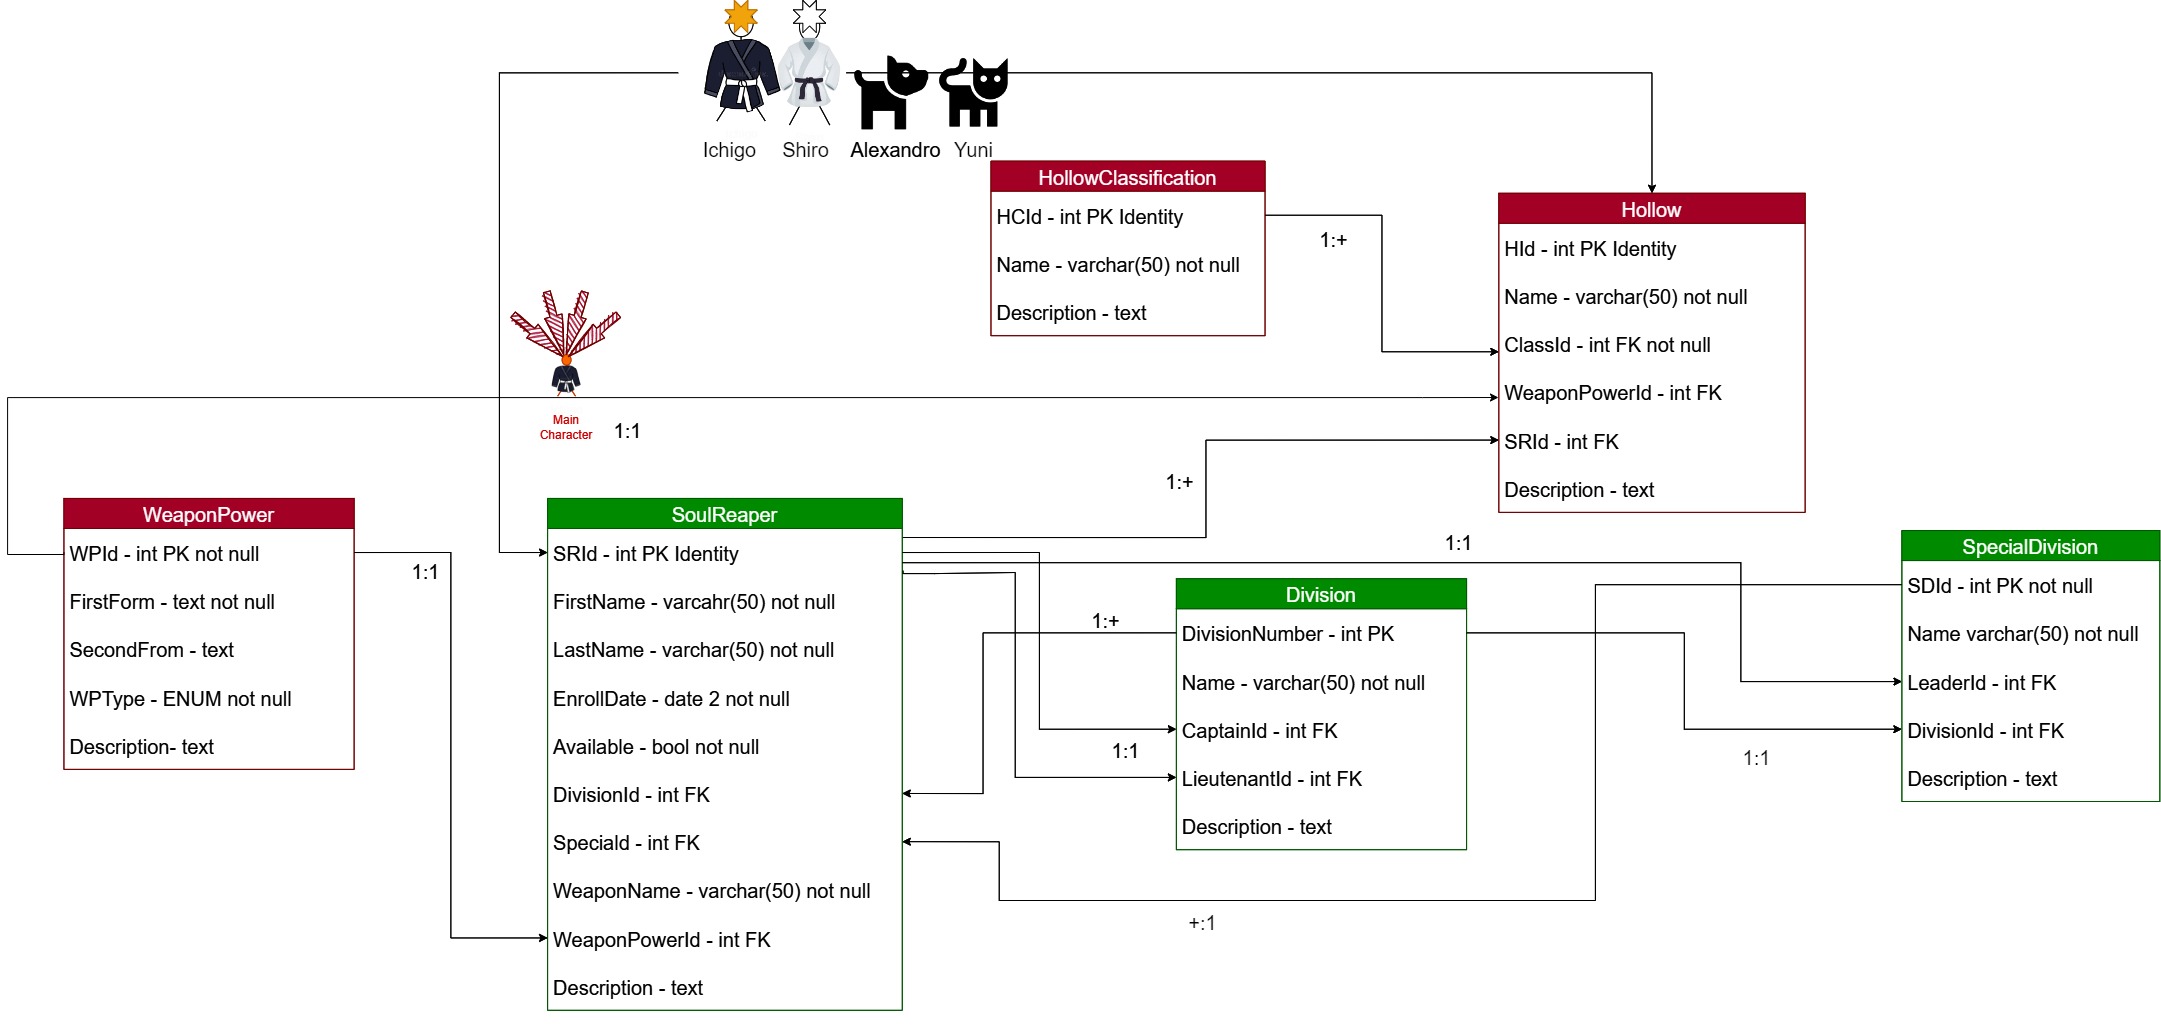 Ichigo
Shiro
Alexandro
Yuni
HollowClassification
HCId - int PK Identity
Name - varchar(50) not null
Description - text
1:+
Hollow
HId - int PK Identity
Name - varchar(50) not null
ClassId - int FK not null
WeaponPowerId - int FK
SRId - int FK
Description - text
Main
Character
1:1
1:+
WeaponPower
WPId - int PK not null
FirstForm - text not null
SecondFrom - text
WPType - ENUM not null
Description- text
1:1
SoulReaper
SRId - int PK Identity
FirstName - varcahr(50) not null
LastName - varchar(50) not null
EnrollDate - date 2 not null
Available - bool not null
DivisionId - int FK
Speciald - int FK
WeaponName - varchar(50) not null
WeaponPowerId - int FK
Description - text
1:+
1:1
1:1
Division
DivisionNumber - int PK
Name - varchar(50) not null
CaptainId - int FK
LieutenantId - int FK
Description - text
SpecialDivision
SDId - int PK not null
Name varchar(50) not null
LeaderId - int FK
DivisionId - int FK
Description - text
1:1
+:1